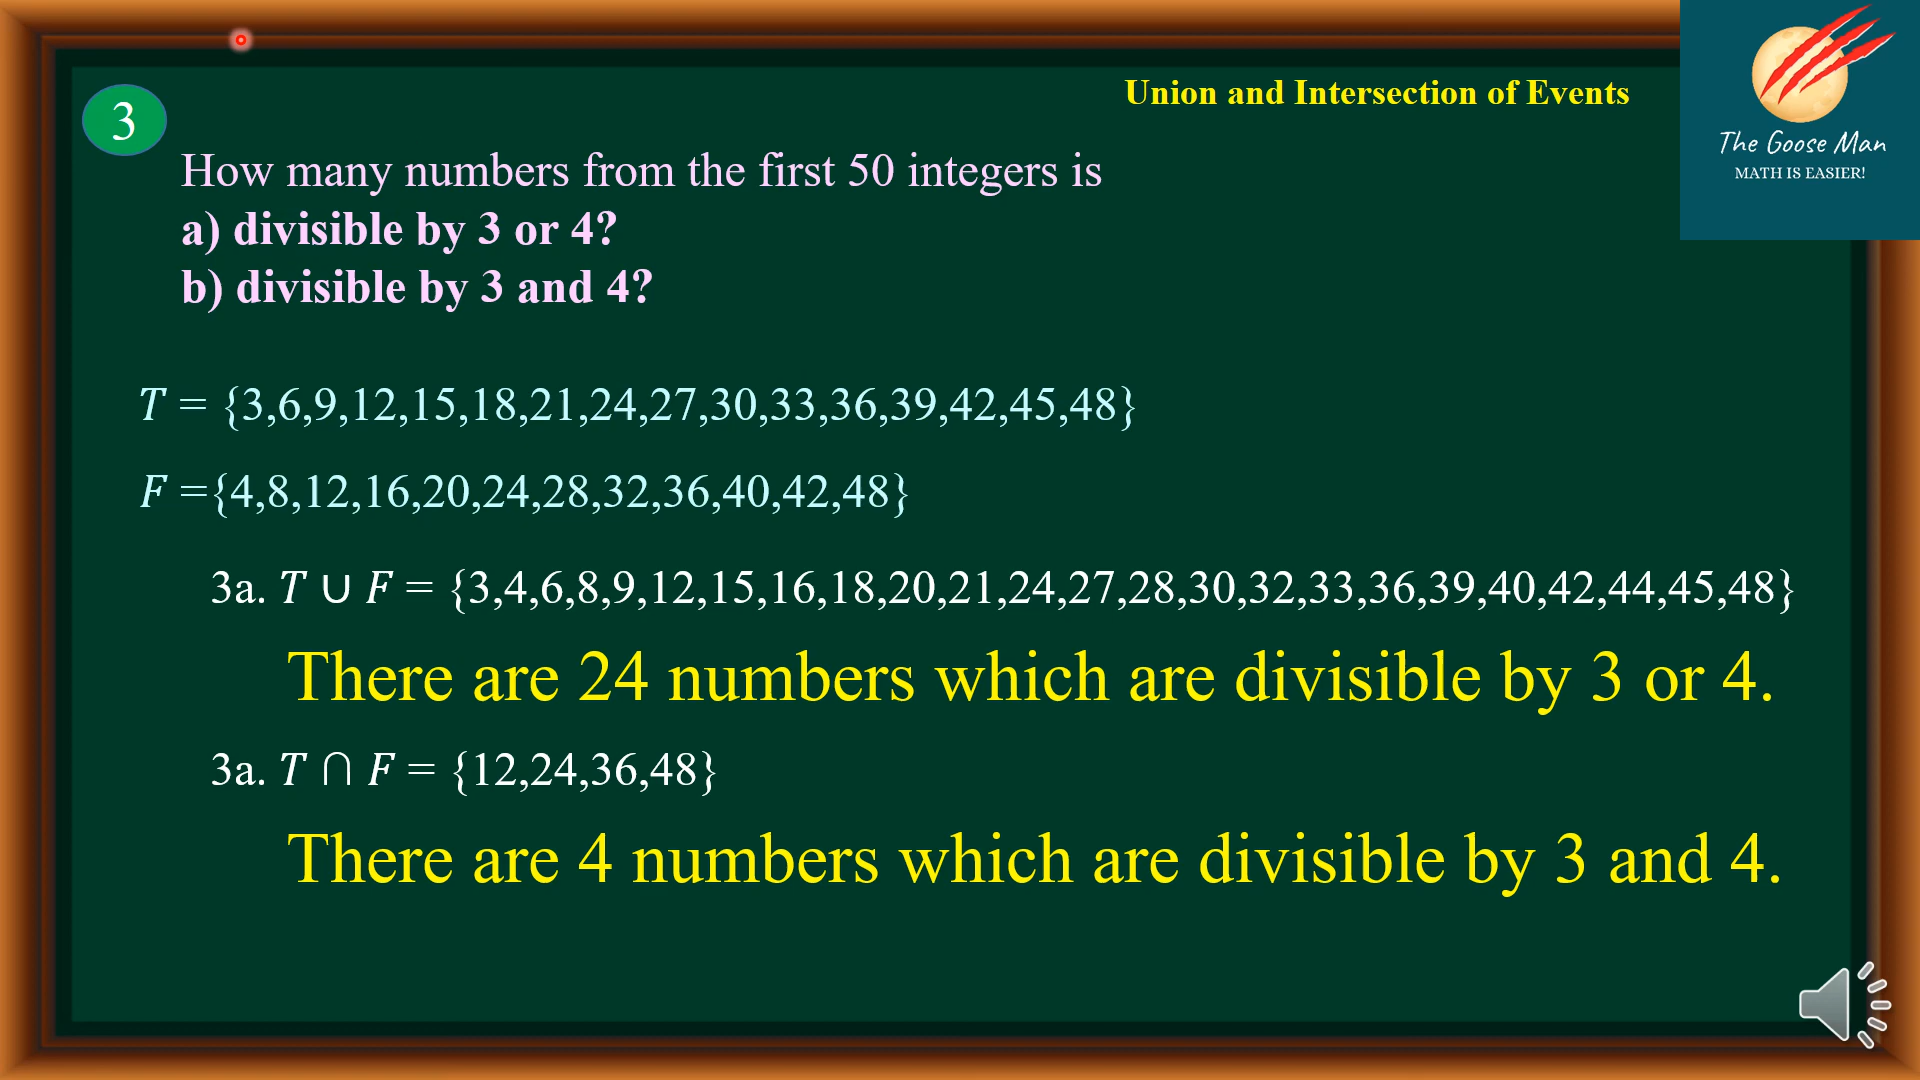 3
Union and Intersection of Events
The Goose Man
MATH IS EASIER!
How many numbers from the first 50 integers is
a) divisible by 3 or 4?
b) divisible by 3 and 4?
T = {3,6,9,12,15,18,21,24,27,30,33,36,39,42,45,48}
F ={4,8,12,16,20,24,28,32,36,40,42,48}
3a. T ∪ F = {3,4,6,8,9,12,15,16,18,20,21,24,27,28,30,32,33,36,39,40,42,44,45,48}
There are 24 numbers which are divisible by 3 or 4.
3a. T ∩ F = {12,24,36,48}
There are 4 numbers which are divisible by 3 and 4.